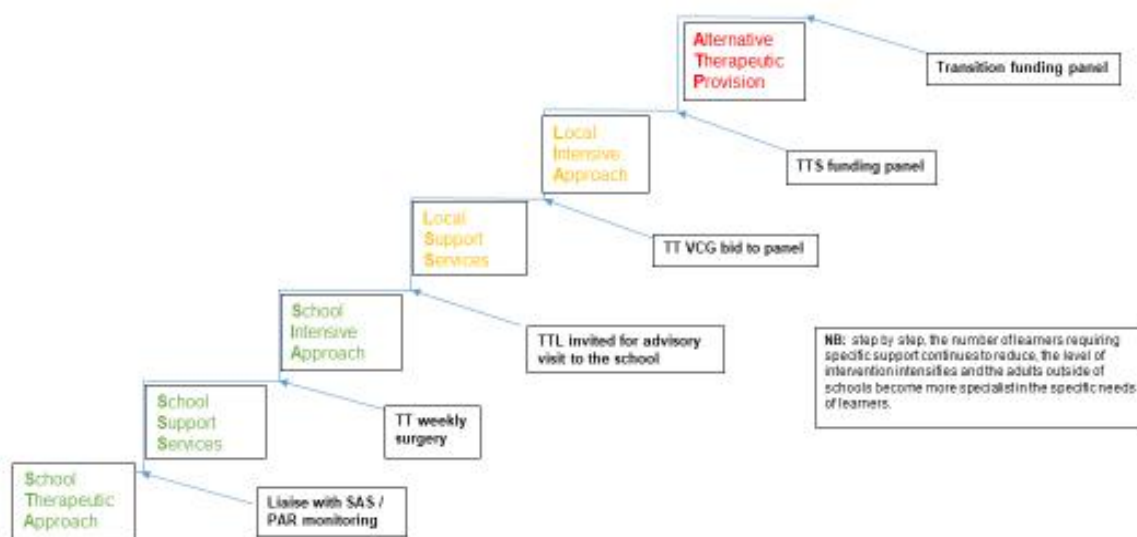 Alternative
Therapeutic
Provision
Transition funding panel
Local
Intensive
Approach
TTS funding panel
Local
Support
Services
TT VCG bid to panel
School
Intensive
Approach
TTL invited for advisory
visit to the school
NB: step by step, the number of learners requiring
specific support continues to reduce, the level of
intervention intensifies and the adults outside of
schools become more specialist in the specific needs
of learners.
School
Support
Services
TT weekly
surgery
School
Therapeutic
Approach
Liaise with SAS /
PAR monitoring